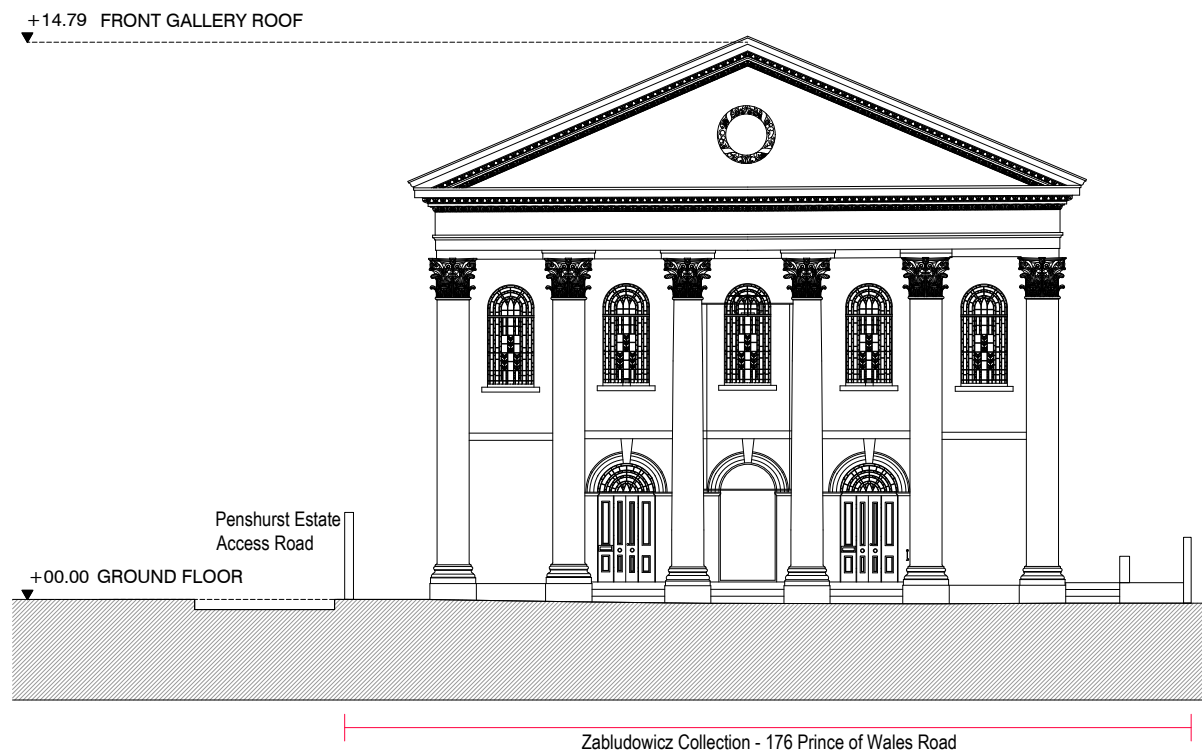 +14.79 FRONT GALLERY ROOF
Penshurst Estate
Access Road
+00.00 GROUND FLOOR
Zabludowicz Collection - 176 Prince of Wales Road